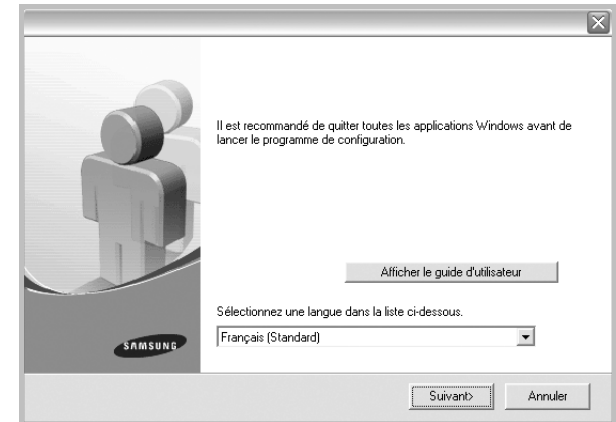 Il est recommandé de quitter toutes les applications Windows avant de
lancer le programme de configuration.
Afficher le guide d'utilisateur
Sélectionnez une langue dans la liste ci-dessous.
Français (Standard)
SAMSUNG
Suivant>
Annuler